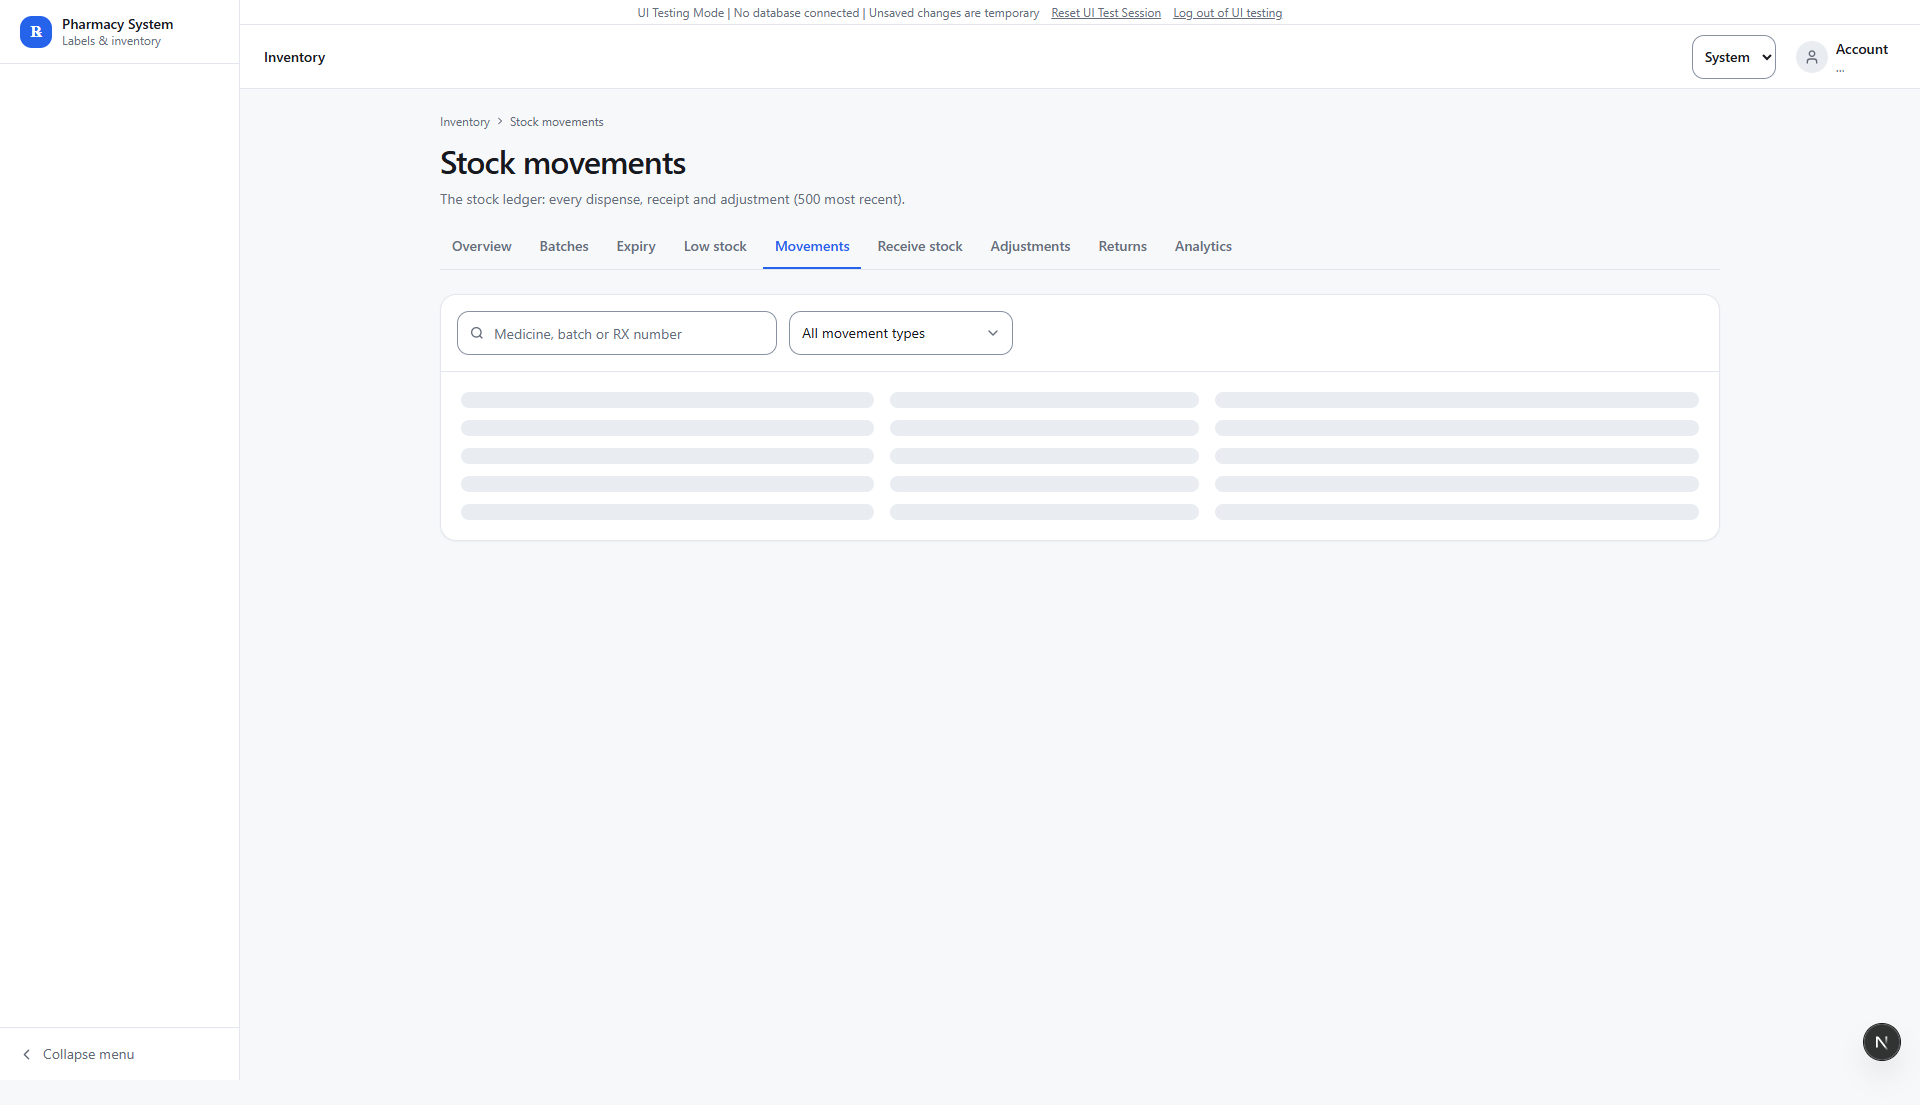 UI Testing Mode | No database connected | Unsaved changes are temporary Reset UI Test Session Log out of UI testing
Pharmacy System
Labels & inventory
Inventory
System
Account
...
Inventory > Stock movements
Stock movements
The stock ledger: every dispense, receipt and adjustment (500 most recent).
Overview Batches Expiry Low stock Movements Receive stock Adjustments Returns Analytics
Medicine, batch or RX number
All movement types
Collapse menu
N